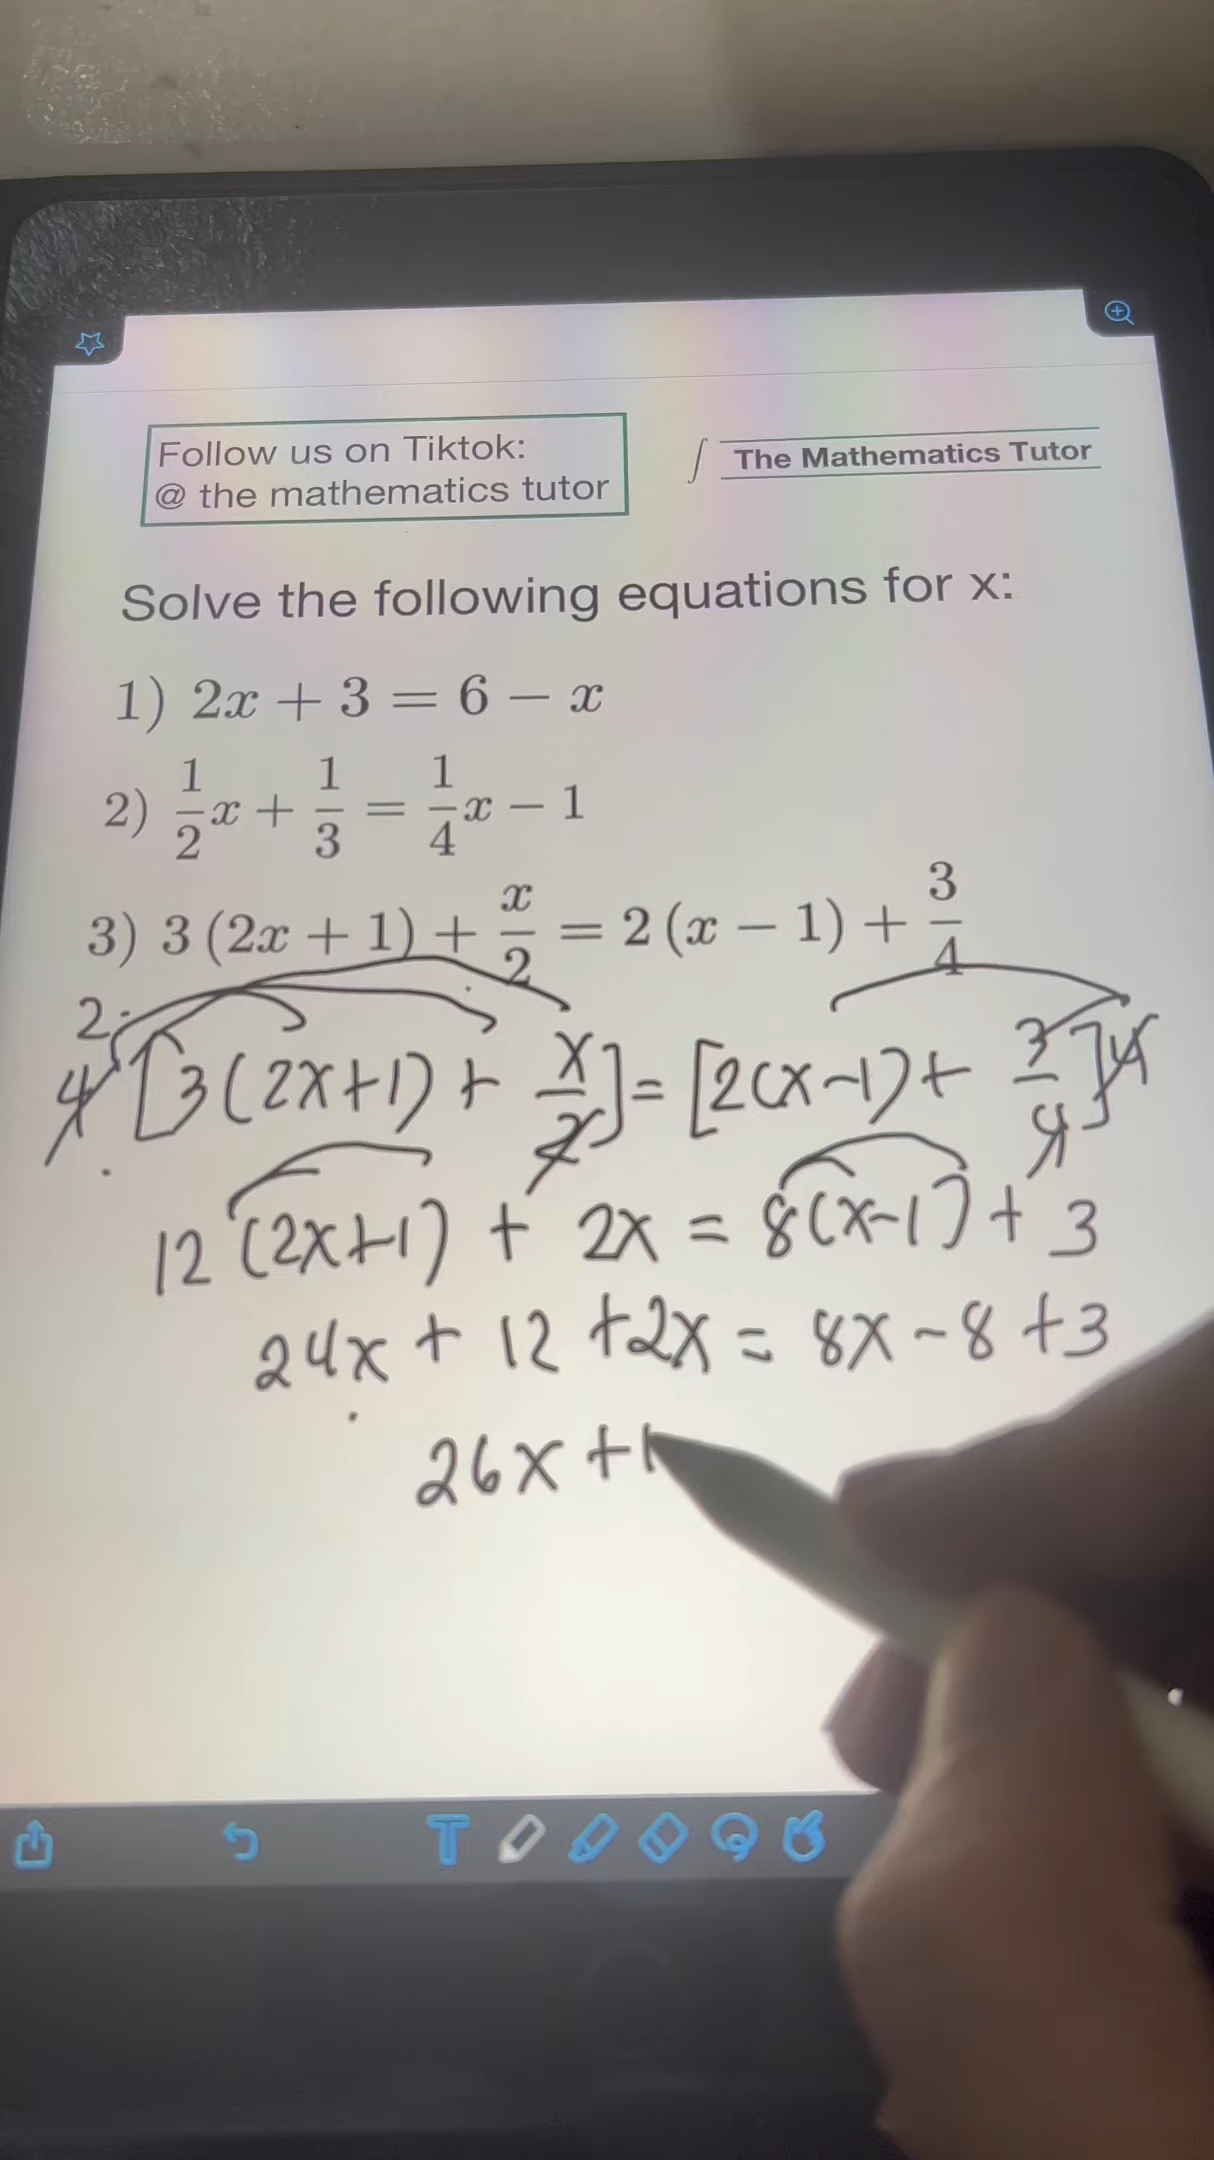 Follow us on Tiktok:
@ the mathematics tutor
∫ The Mathematics Tutor
Solve the following equations for x:
1) 2x + 3 = 6 − x
2) 1/2 x + 1/3 = 1/4 x − 1
3) 3 (2x + 1) + x/2 = 2 (x − 1) + 3/4
2
4 [3(2x+1) + x/2] = [2(x−1) + 3/4] 4
12 (2x+1) + 2x = 8(x−1) + 3
24x + 12 + 2x = 8x − 8 + 3
26x + 1
T